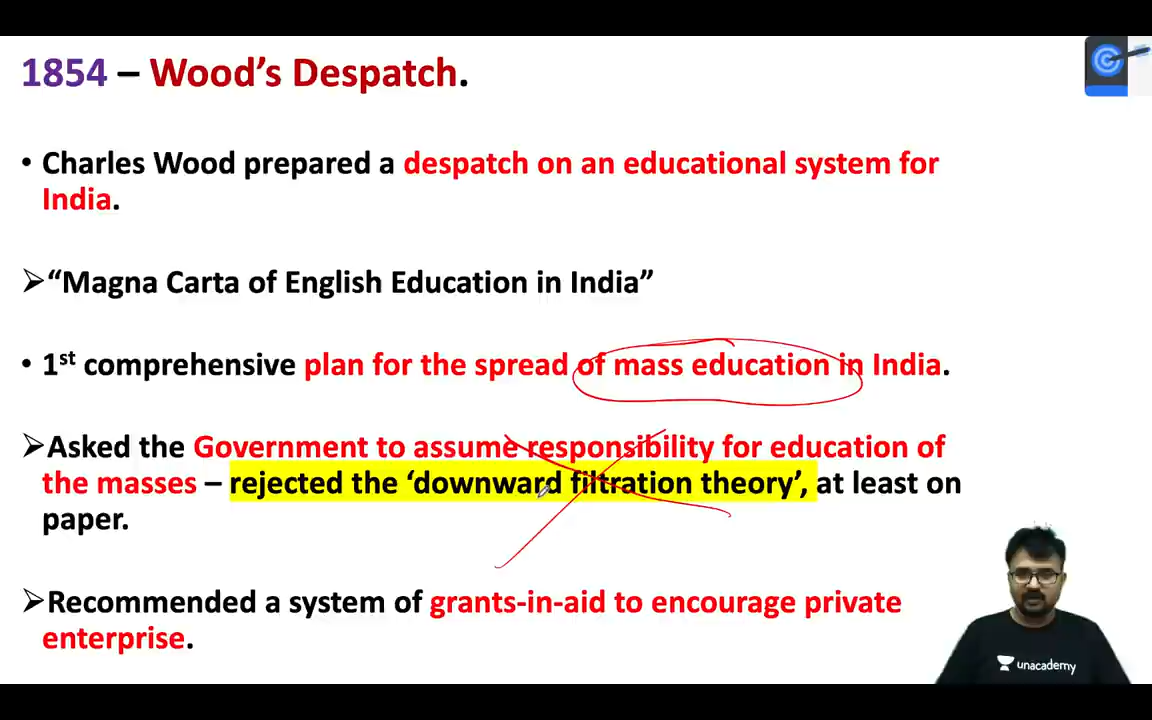 1854 – Wood’s Despatch.
• Charles Wood prepared a despatch on an educational system for
India.
➢“Magna Carta of English Education in India”
• 1st comprehensive plan for the spread of mass education in India.
➢Asked the Government to assume responsibility for education of
the masses – rejected the ‘downward filtration theory’, at least on
paper.
➢Recommended a system of grants-in-aid to encourage private
enterprise.
unacademy